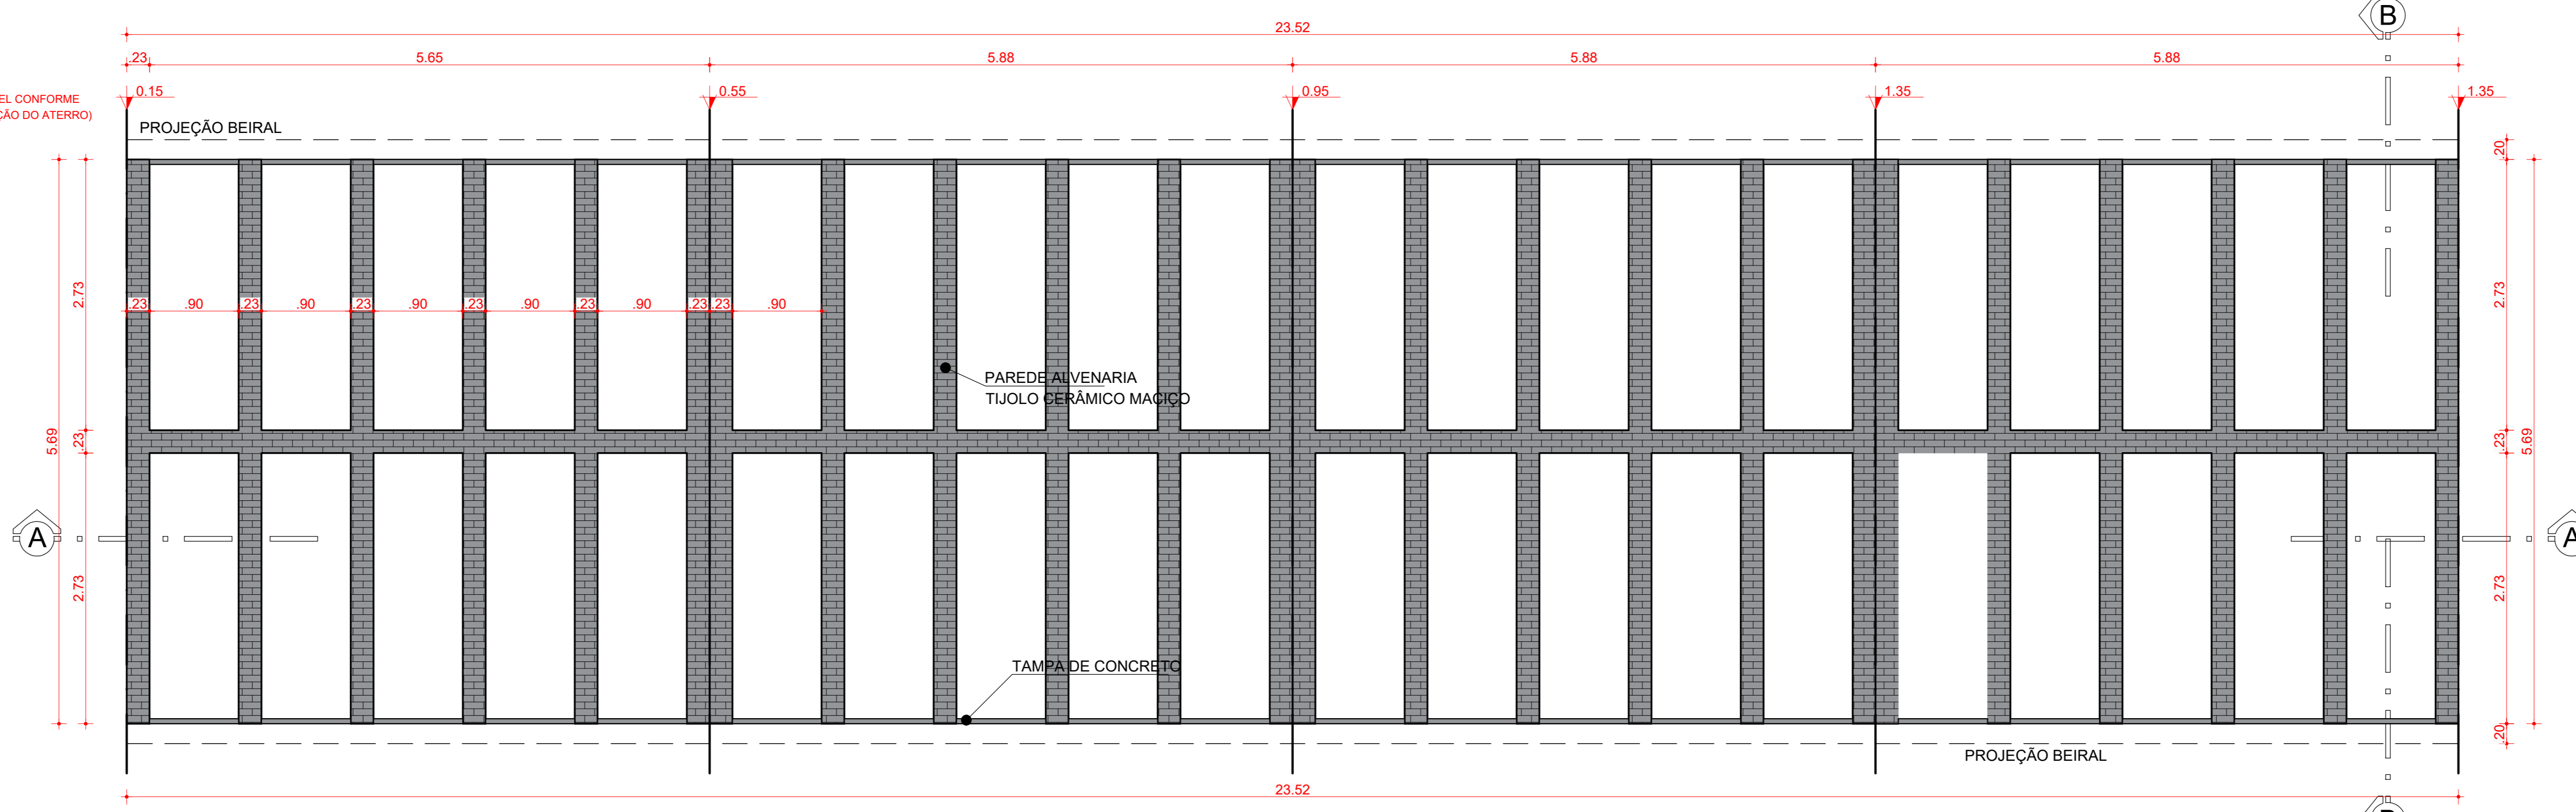 B
23.52
.23 5.65 5.88 5.88 5.88
0.15 0.55 0.95 1.35 1.35
EL CONFORME
ÇÃO DO ATERRO)
PROJEÇÃO BEIRAL
.20
2.73 2.73
.23 .90 .23 .90 .23 .90 .23 .90 .23 .90 .23 .23 .90
PAREDE ALVENARIA
TIJOLO CERÂMICO MACIÇO
5.69 .23 .23 5.69
A A
2.73 2.73
TAMPA DE CONCRETO
.20
PROJEÇÃO BEIRAL
23.52